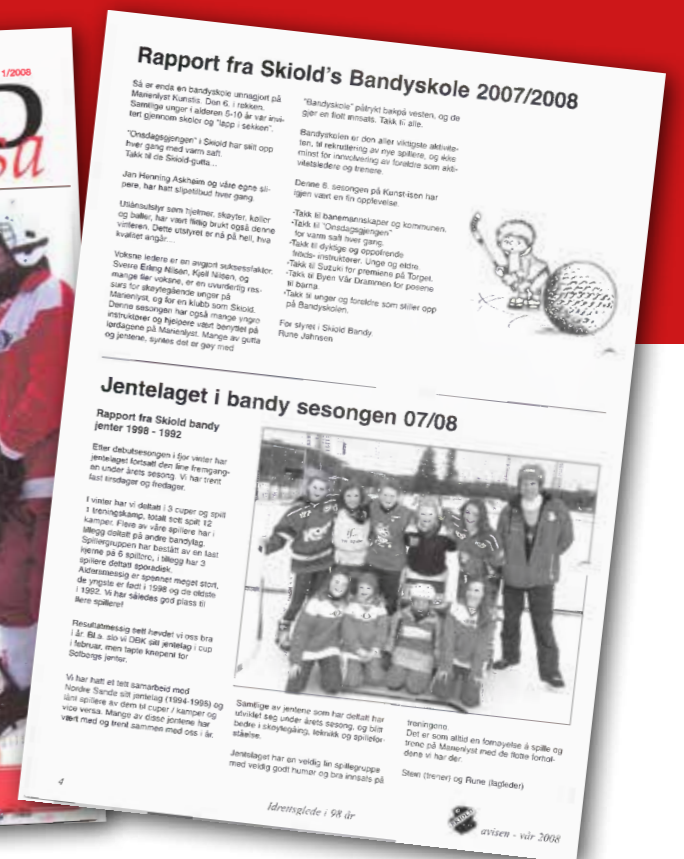 1/2008
Rapport fra Skiold's Bandyskole 2007/2008
Så er enda en bandyskole unnagjort på
Marienlyst Kunstis. Den 6. i rekken.
Samtlige unger i alderen 5-10 år var invi-
tert gjennom skoler og "lapp i sekken".
"Onsdagsgjengen" i Skiold har stilt opp
hver gang med varm saft.
Takk til de Skiold-gutta...
Jan Henning Askheim og våre egne sli-
pere, har hatt slipetilbud hver gang.
Utlånsutstyr som hjelmer, skøyter, køller
og baller, har vært flittig brukt også denne
vinteren. Dette utstyret er nå på hell, hva
kvalitet angår...
Voksne ledere er en avgjort suksessfaktor.
Sverre Erling Nilsen, Kjell Nilsen, og
mange fler voksne, er en uvurderlig res-
surs for skøytegående unger på
Marienlyst, og for en klubb som Skiold.
Denne sesongen har også mange yngre
instruktører og hjelpere vært benyttet på
lørdagene på Marienlyst. Mange av gutta
og jentene, syntes det er gøy med
"Bandyskole" påtrykt bakpå vesten, og de
gjør en flott innsats. Takk til alle.
Bandyskolen er den aller viktigste aktivite-
ten, til rekruttering av nye spillere, og ikke
minst for innvolvering av foreldre som akti-
vitetsledere og trenere.
Denne 6. sesongen på Kunst-isen har
igjen vært en fin opplevelse.
-Takk til banemannskaper og kommunen.
-Takk til "Onsdagsgjengen"
for varm saft hver gang.
-Takk til dyktige og oppofrende
fritids- instruktører. Unge og eldre.
-Takk til Suzuki for premiene på Torget.
-Takk til Byen Vår Drammen for posene
til barna.
-Takk til unger og foreldre som stiller opp
på Bandyskolen.
For styret i Skiold Bandy
Rune Jahnsen
Jentelaget i bandy sesongen 07/08
Rapport fra Skiold bandy
jenter 1998 - 1992
Etter debutsesongen i fjor vinter har
jentelaget fortsatt den fine fremgang-
en under årets sesong. Vi har trent
fast tirsdager og fredager.
I vinter har vi deltatt i 3 cuper og spilt
1 treningskamp, totalt sett spilt 12
kamper. Flere av våre spillere har i
tillegg deltatt på andre bandylag.
Spillergruppen har bestått av en fast
kjerne på 6 spillere, i tillegg har 3
spillere deltatt sporadisk.
Aldersmessig er spennet meget stort,
de yngste er født i 1998 og de eldste
i 1992. Vi har således god plass til
flere spillere!
Resultatmessig sett hevdet vi oss bra
i år. Bl.a. slo vi DBK sitt jentelag i cup
i februar, men tapte knepent for
Solbergs jenter.
Vi har hatt et tett samarbeid med
Nordre Sande sitt jentelag (1994-1998) og
lånt spillere av dem til cuper / kamper og
vice versa. Mange av disse jentene har
vært med og trent sammen med oss i år.
Samtlige av jentene som har deltatt har
utviklet seg under årets sesong, og blitt
bedre i skøytegåing, teknikk og spillefor-
ståelse.
Jentelaget har en veldig fin spillegruppe
med veldig godt humør og bra innsats på
treningene.
Det er som alltid en fornøyelse å spille og
trene på Marienlyst med de flotte forhol-
dene vi har der.
Stein (trener) og Rune (lagleder)
4
Idrettsglede i 98 år
SKIOLD
avisen - vår 2008